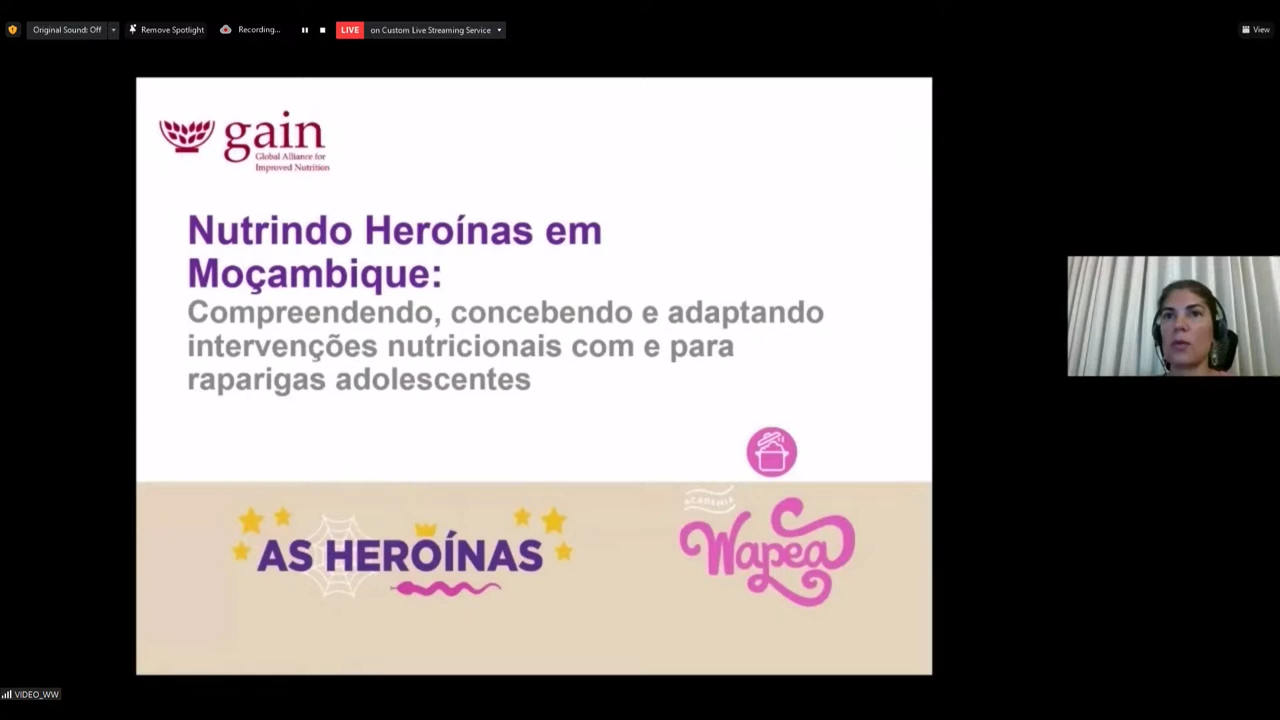 Original Sound: Off
Remove Spotlight
Recording...
LIVE
on Custom Live Streaming Service
View
gain
Global Alliance for
Improved Nutrition
Nutrindo Heroínas em
Moçambique:
Compreendendo, concebendo e adaptando
intervenções nutricionais com e para
raparigas adolescentes
AS HEROÍNAS
ACADEMIA
Wapea
VIDEO_WW